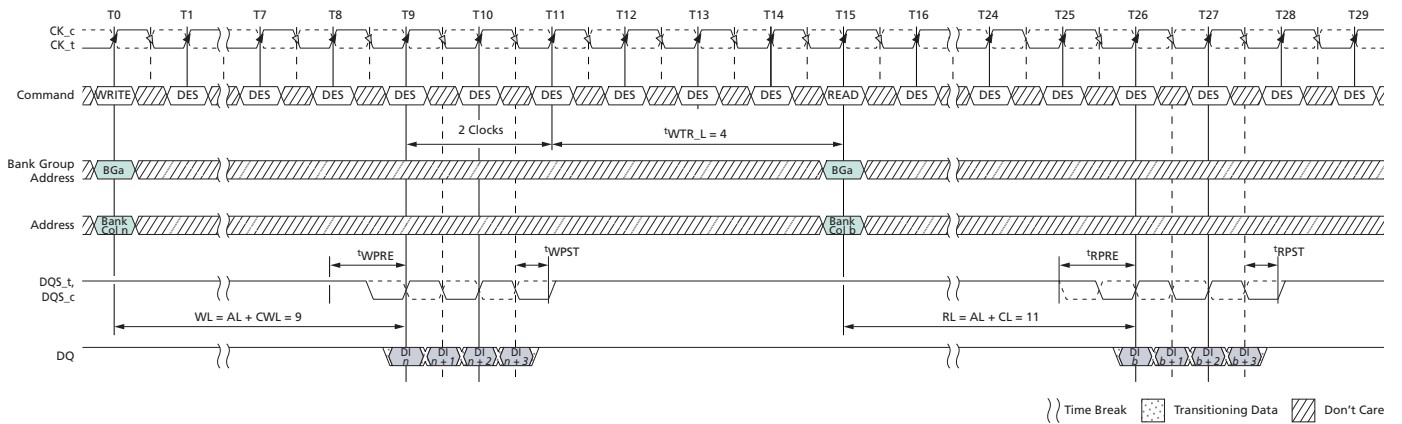 T0 T1 T7 T8 T9 T10 T11 T12 T13 T14 T15 T16 T24 T25 T26 T27 T28 T29
CK_c
CK_t
Command WRITE DES DES DES DES DES DES DES DES DES READ DES DES DES DES DES DES DES
2 Clocks tWTR_L = 4
Bank Group
Address BGa BGa
Address Bank Col n Bank Col b
tWPRE tWPST tRPRE tRPST
DQS_t,
DQS_c
WL = AL + CWL = 9 RL = AL + CL = 11
DQ DI n DI n + 1 DI n + 2 DI n + 3 DI b DI b + 1 DI b + 2 DI b + 3
Time Break Transitioning Data Don't Care